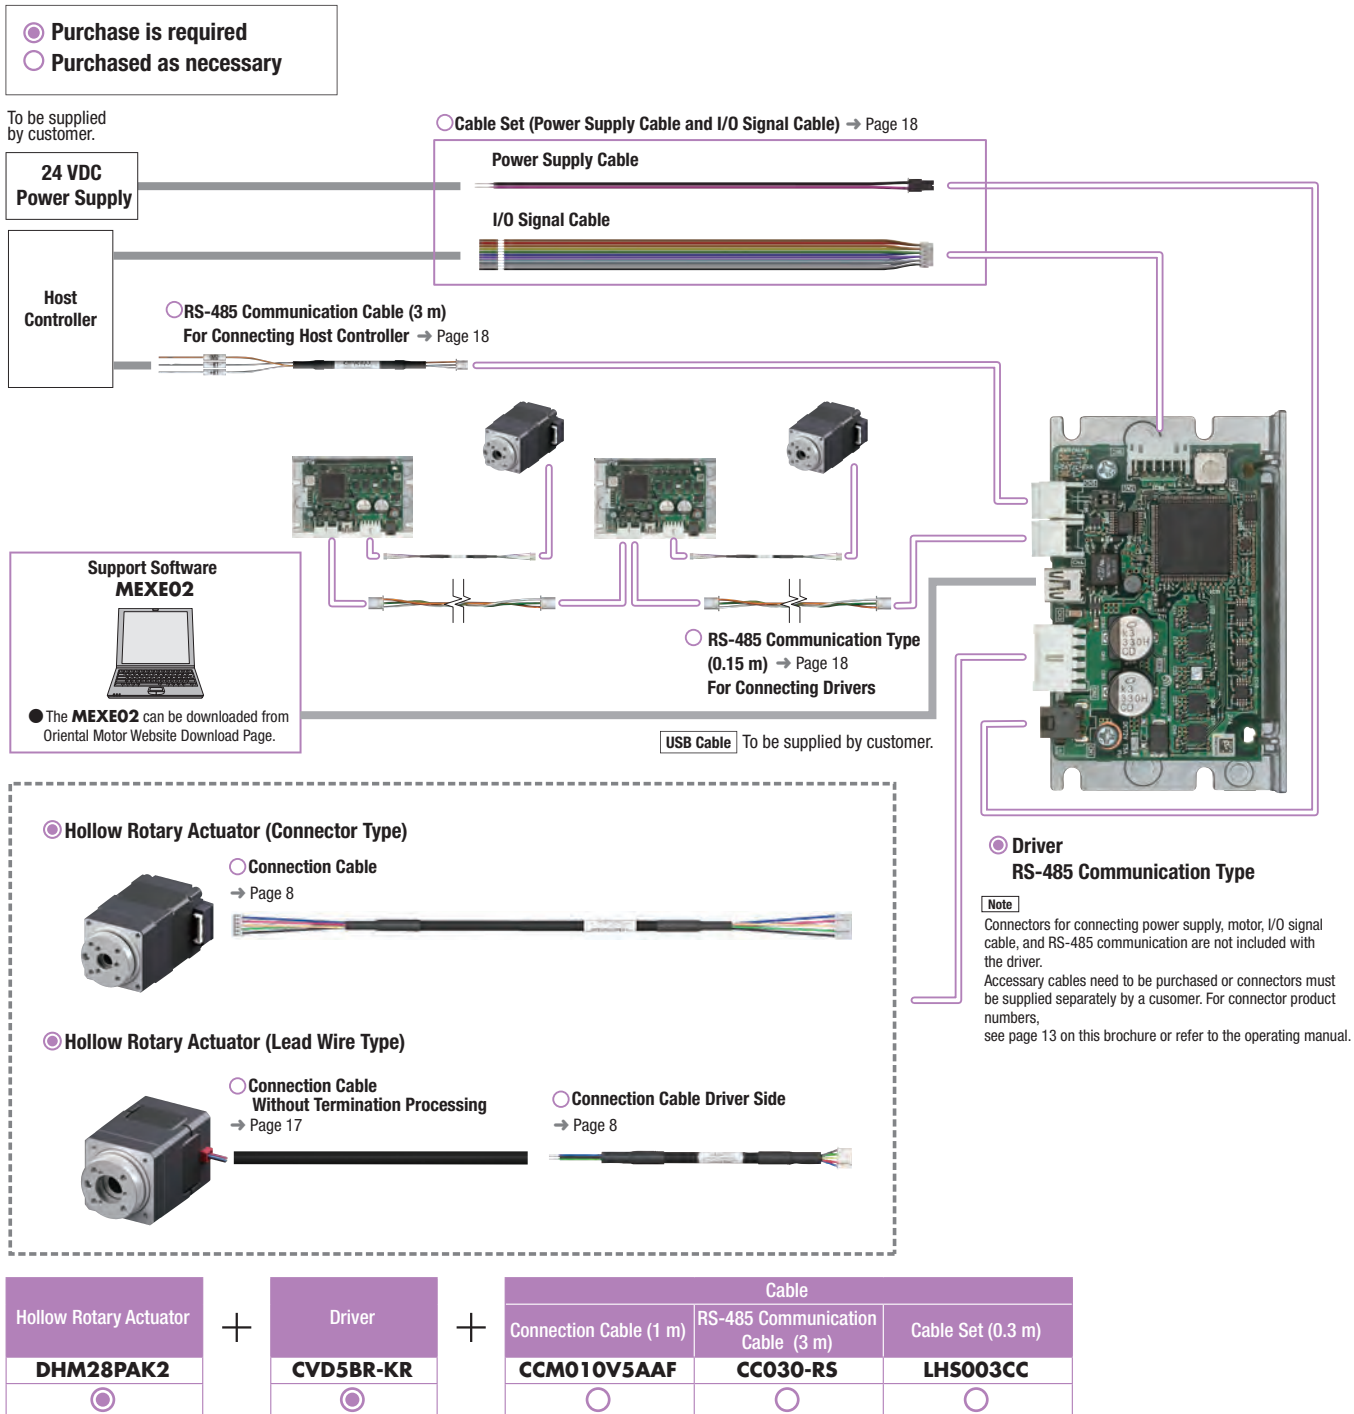 Purchase is required
Purchased as necessary
To be supplied
by customer.
Cable Set (Power Supply Cable and I/O Signal Cable) → Page 18
24 VDC
Power Supply
Power Supply Cable
I/O Signal Cable
Host
Controller
RS-485 Communication Cable (3 m)
For Connecting Host Controller → Page 18
Support Software
MEXE02
● The MEXE02 can be downloaded from
Oriental Motor Website Download Page.
RS-485 Communication Type
(0.15 m) → Page 18
For Connecting Drivers
USB Cable To be supplied by customer.
Hollow Rotary Actuator (Connector Type)
Connection Cable
→ Page 8
Driver
RS-485 Communication Type
Note
Connectors for connecting power supply, motor, I/O signal
cable, and RS-485 communication are not included with
the driver.
Accessary cables need to be purchased or connectors must
be supplied separately by a cusomer. For connector product
numbers,
see page 13 on this brochure or refer to the operating manual.
Hollow Rotary Actuator (Lead Wire Type)
Connection Cable
Without Termination Processing
→ Page 17
Connection Cable Driver Side
→ Page 8
Hollow Rotary Actuator
+
Driver
+
Cable
Connection Cable (1 m)
RS-485 Communication
Cable (3 m)
Cable Set (0.3 m)
DHM28PAK2
CVD5BR-KR
CCM010V5AAF
CC030-RS
LHS003CC